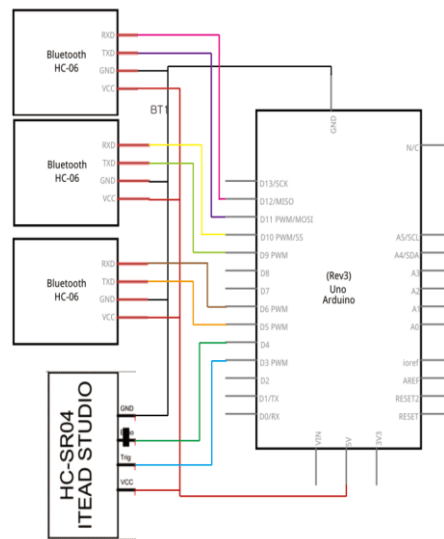 Bluetooth
HC-06
RXD
TXD
GND
VCC
BT1
Bluetooth
HC-06
RXD
TXD
GND
VCC
Bluetooth
HC-06
RXD
TXD
GND
VCC
HC-SR04
ITEAD STUDIO
GND
Trig
VCC
GND
D13/SCK
D12/MISO
D11 PWM/MOSI
D10 PWM/SS
D9 PWM
D8
D7
D6 PWM
D5 PWM
D4
D3 PWM
D2
D1/TX
D0/RX
(Rev3)
Uno
Arduino
N/C
A5/SCL
A4/SDA
A3
A2
A1
A0
ioref
AREF
RESET2
RESET
VIN
5V
3V3